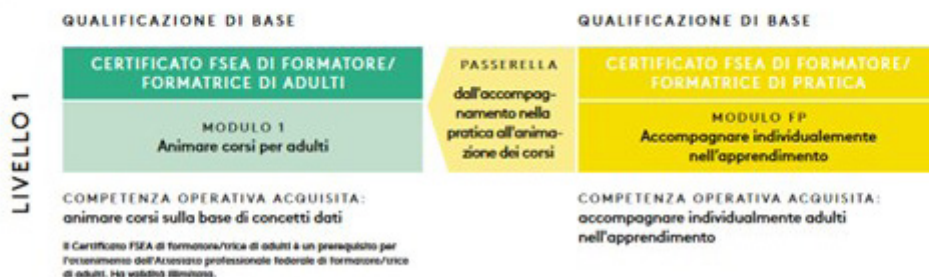 LIVELLO 1
QUALIFICAZIONE DI BASE
CERTIFICATO FSEA DI FORMATORE/
FORMATRICE DI ADULTI
MODULO 1
Animare corsi per adulti
COMPETENZA OPERATIVA ACQUISITA:
animare corsi sulla base di concetti dati
Il Certificato FSEA di formatore/trice di adulti è un prerequisito per
l'ottenimento dell'Attestato professionale federale di formatore/trice
di adulti. Ha validità illimitata.
PASSERELLA
dall'accompag-
namento nella
pratica all'anima-
zione dei corsi
QUALIFICAZIONE DI BASE
CERTIFICATO FSEA DI FORMATORE/
FORMATRICE DI PRATICA
MODULO FP
Accompagnare individualemente
nell'apprendimento
COMPETENZA OPERATIVA ACQUISITA:
accompagnare individualmente adulti
nell'apprendimento